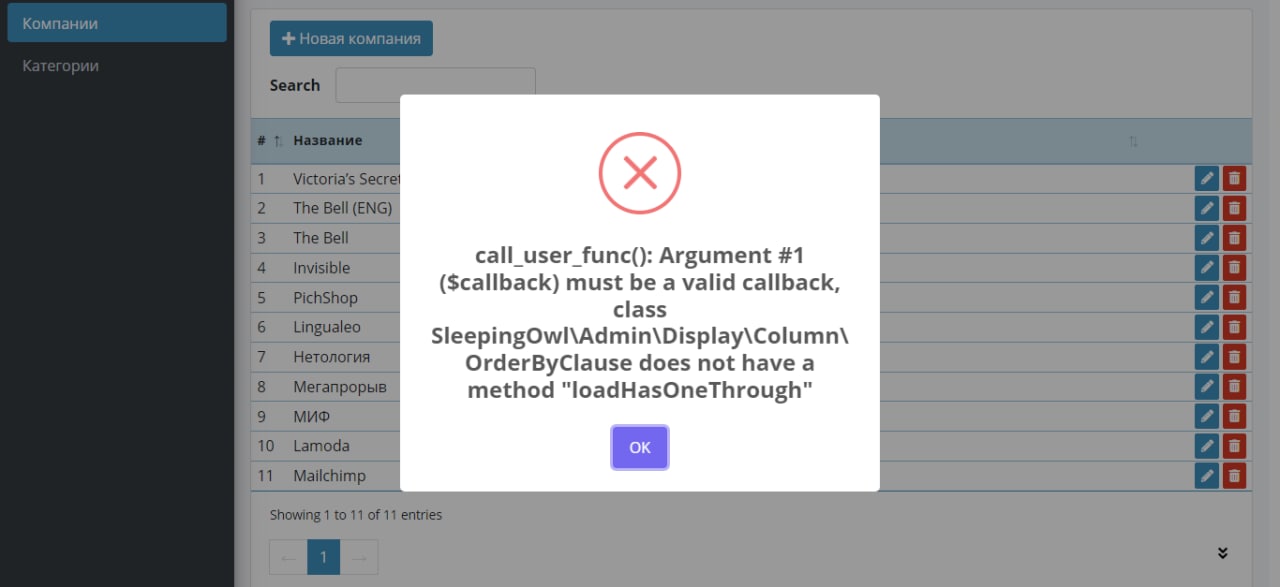 Компании
Категории
Новая компания
Search
# Название
1 Victoria’s Secret
2 The Bell (ENG)
3 The Bell
4 Invisible
5 PichShop
6 Lingualeo
7 Нетология
8 Мегапрорыв
9 МИФ
10 Lamoda
11 Mailchimp
Showing 1 to 11 of 11 entries
← 1 →
call_user_func(): Argument #1
($callback) must be a valid callback,
class
SleepingOwl\Admin\Display\Column\
OrderByClause does not have a
method "loadHasOneThrough"
OK